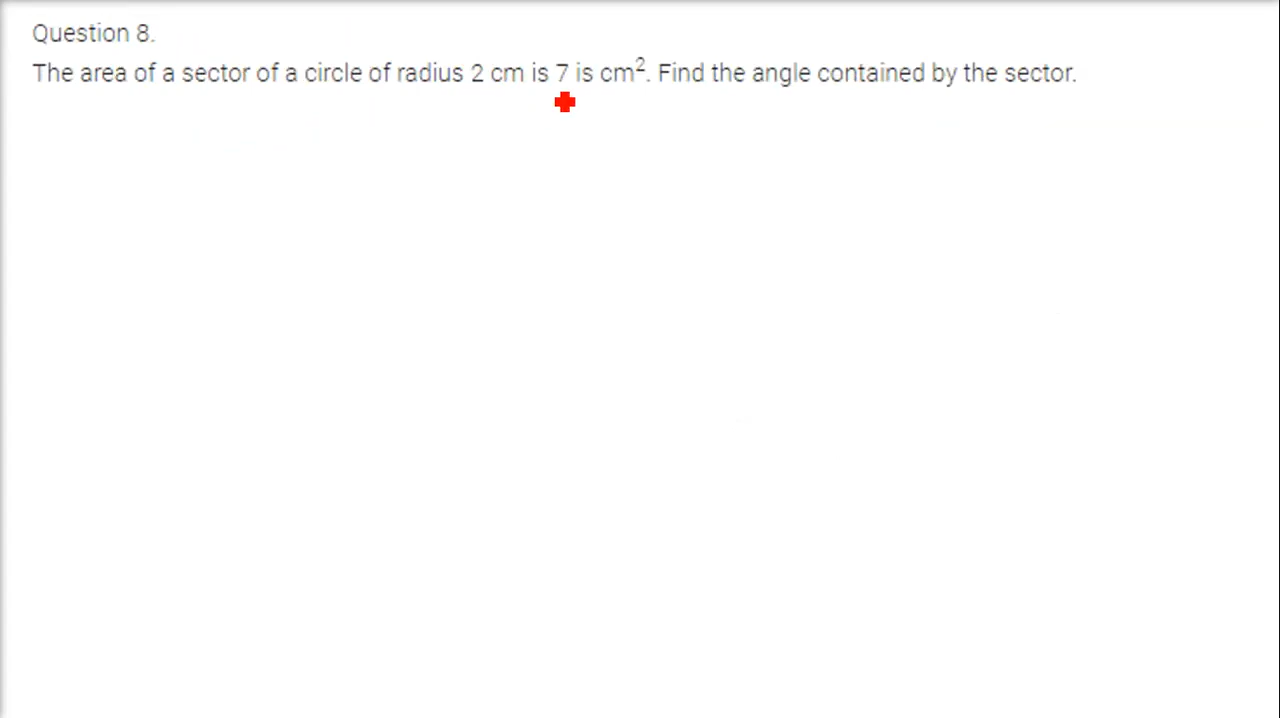 Question 8.
The area of a sector of a circle of radius 2 cm is 7 is cm². Find the angle contained by the sector.